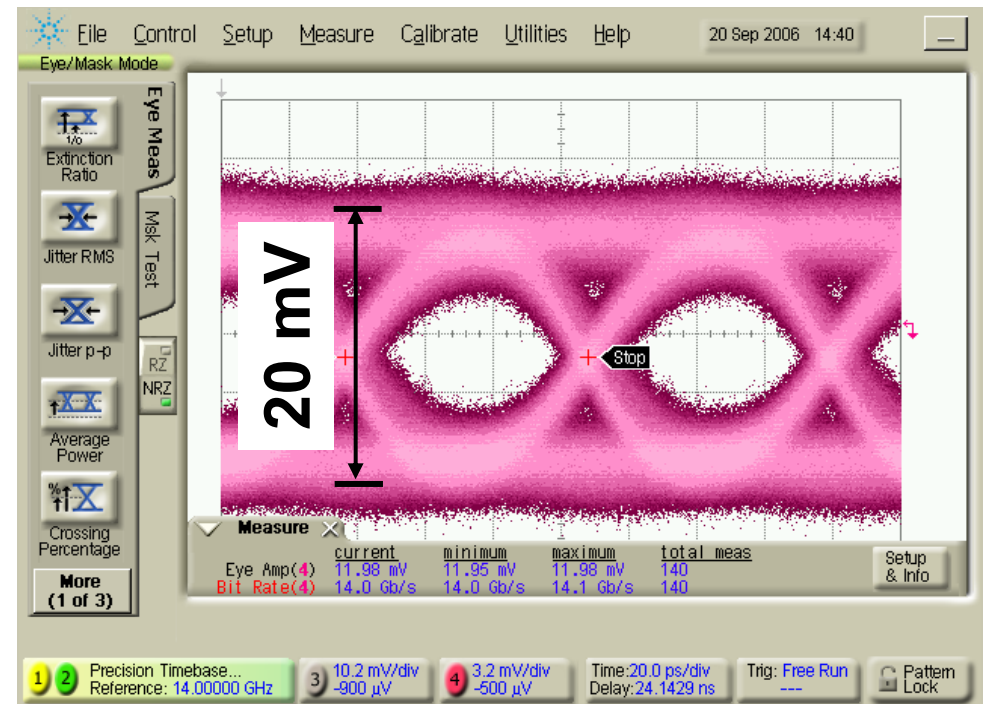 File Control Setup Measure Calibrate Utilities Help 20 Sep 2006 14:40
Eye/Mask Mode
Eye Meas
Msk Test
1/0
Extinction
Ratio
Jitter RMS
Jitter p-p
RZ
NRZ
Average
Power
%
Crossing
Percentage
More
(1 of 3)
20 mV
Stop
Measure
current minimum maximum total meas
Eye Amp(4) 11.98 mV 11.95 mV 11.98 mV 140
Bit Rate(4) 14.0 Gb/s 14.0 Gb/s 14.1 Gb/s 140
Setup
& Info
1 2 Precision Timebase...
Reference: 14.00000 GHz
3 10.2 mV/div
-900 µV
4 3.2 mV/div
-500 µV
Time:20.0 ps/div
Delay:24.1429 ns
Trig: Free Run
---
Pattern
Lock